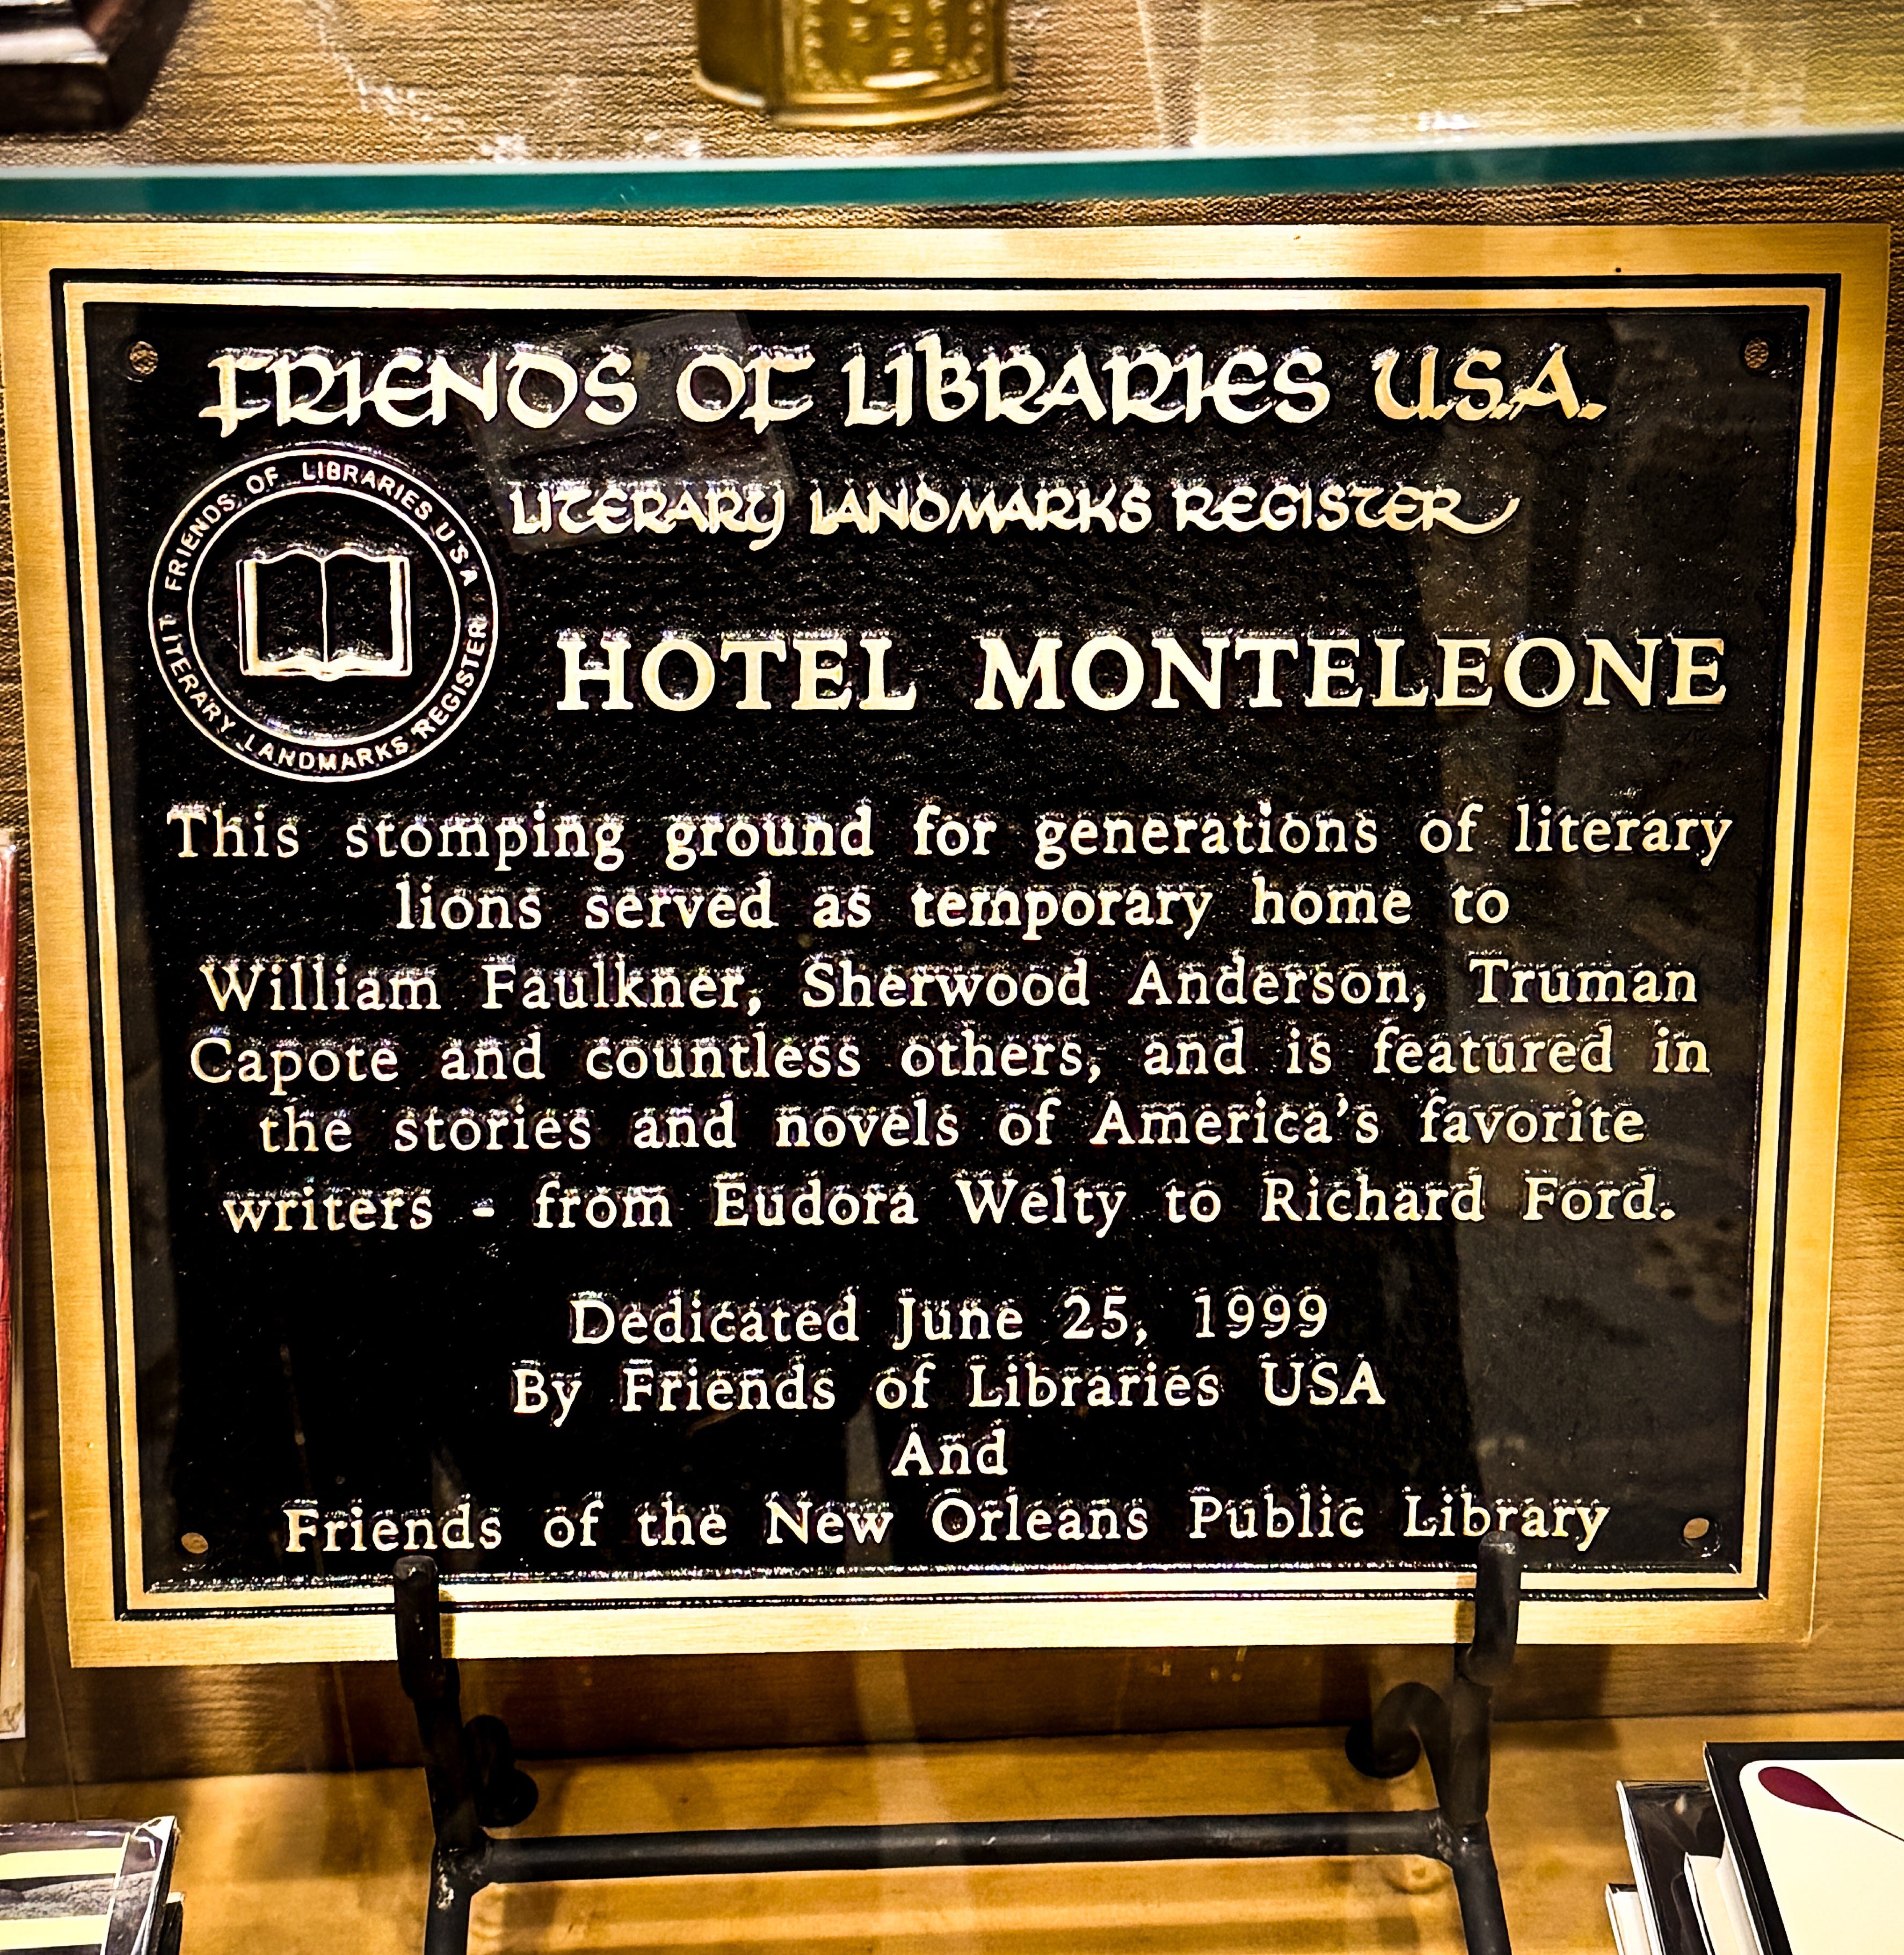 FRIENDS OF LIBRARIES U.S.A.
LITERARY LANDMARKS REGISTER
FRIENDS OF LIBRARIES USA
LITERARY LANDMARKS REGISTER
HOTEL MONTELEONE
This stomping ground for generations of literary
lions served as temporary home to
William Faulkner, Sherwood Anderson, Truman
Capote and countless others, and is featured in
the stories and novels of America's favorite
writers - from Eudora Welty to Richard Ford.
Dedicated June 25, 1999
By Friends of Libraries USA
And
Friends of the New Orleans Public Library